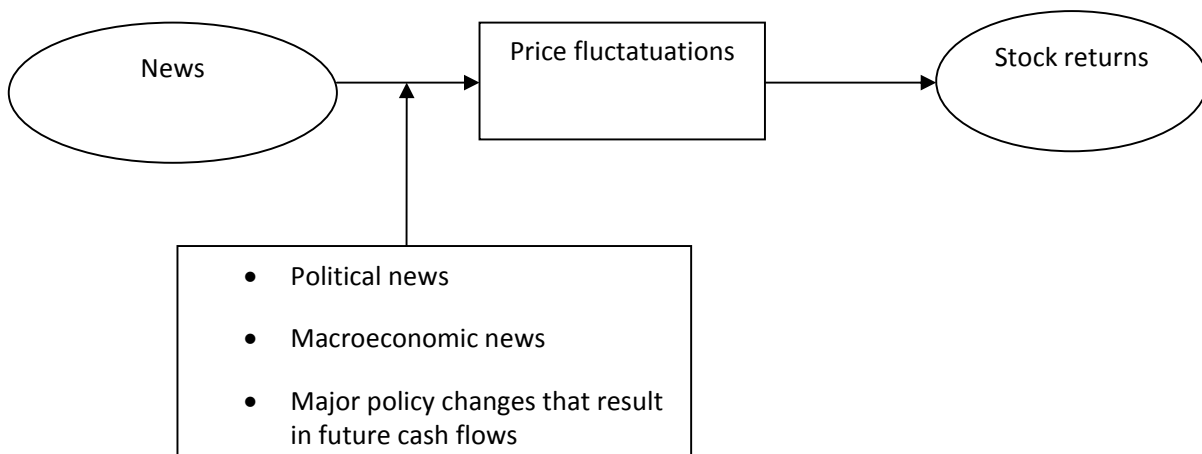 News
Price fluctatuations
Stock returns
• Political news
• Macroeconomic news
• Major policy changes that result
in future cash flows